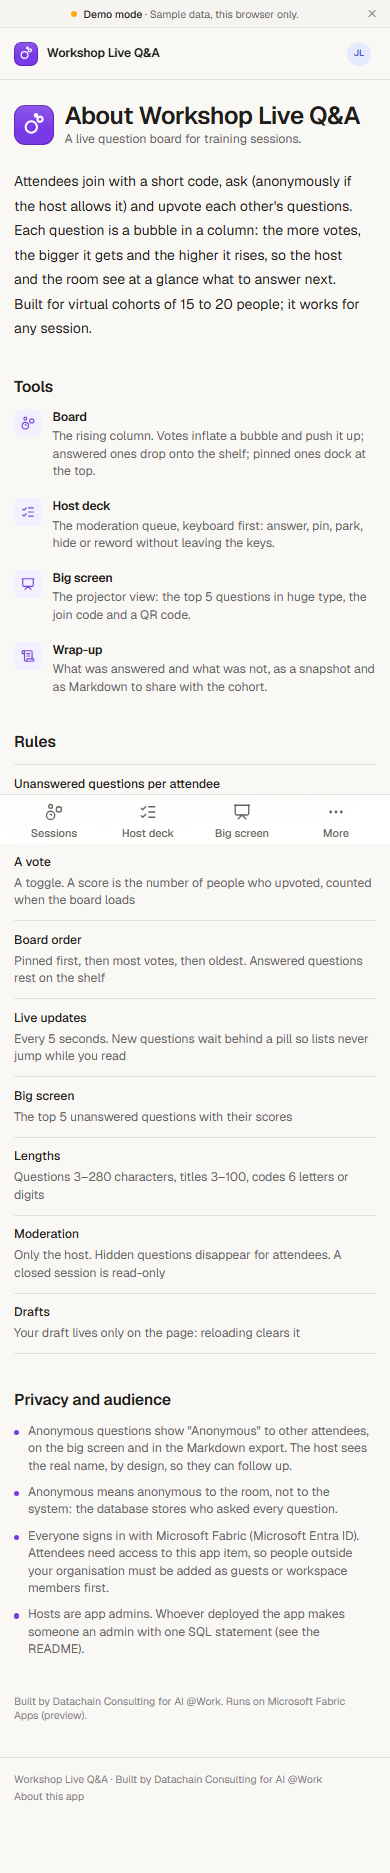 Demo mode · Sample data, this browser only.
Workshop Live Q&A
JL
About Workshop Live Q&A
A live question board for training sessions.
Attendees join with a short code, ask (anonymously if
the host allows it) and upvote each other's questions.
Each question is a bubble in a column: the more votes,
the bigger it gets and the higher it rises, so the host
and the room see at a glance what to answer next.
Built for virtual cohorts of 15 to 20 people; it works for
any session.
Tools
Board
The rising column. Votes inflate a bubble and push it up;
answered ones drop onto the shelf; pinned ones dock at
the top.
Host deck
The moderation queue, keyboard first: answer, pin, park,
hide or reword without leaving the keys.
Big screen
The projector view: the top 5 questions in huge type, the
join code and a QR code.
Wrap-up
What was answered and what was not, as a snapshot and
as Markdown to share with the cohort.
Rules
Unanswered questions per attendee
Sessions Host deck Big screen More
A vote
A toggle. A score is the number of people who upvoted, counted
when the board loads
Board order
Pinned first, then most votes, then oldest. Answered questions
rest on the shelf
Live updates
Every 5 seconds. New questions wait behind a pill so lists never
jump while you read
Big screen
The top 5 unanswered questions with their scores
Lengths
Questions 3–280 characters, titles 3–100, codes 6 letters or
digits
Moderation
Only the host. Hidden questions disappear for attendees. A
closed session is read-only
Drafts
Your draft lives only on the page: reloading clears it
Privacy and audience
Anonymous questions show "Anonymous" to other attendees,
on the big screen and in the Markdown export. The host sees
the real name, by design, so they can follow up.
Anonymous means anonymous to the room, not to the
system: the database stores who asked every question.
Everyone signs in with Microsoft Fabric (Microsoft Entra ID).
Attendees need access to this app item, so people outside
your organisation must be added as guests or workspace
members first.
Hosts are app admins. Whoever deployed the app makes
someone an admin with one SQL statement (see the
README).
Built by Datachain Consulting for AI @Work. Runs on Microsoft Fabric
Apps (preview).
Workshop Live Q&A · Built by Datachain Consulting for AI @Work
About this app